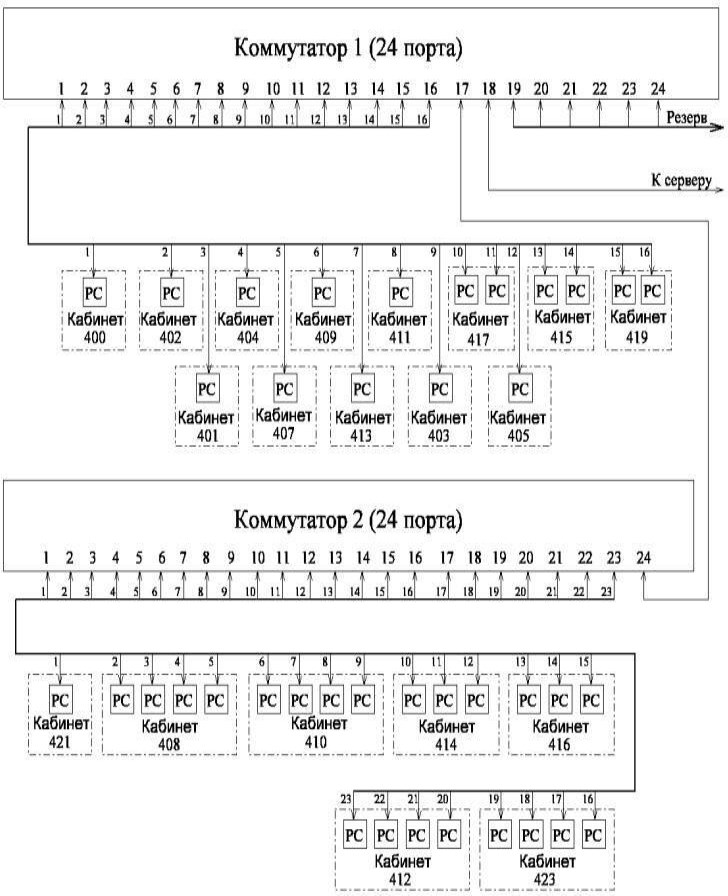 Коммутатор 1 (24 порта)
1 2 3 4 5 6 7 8 9 10 11 12 13 14 15 16 17 18 19 20 21 22 23 24
1 2 3 4 5 6 7 8 9 10 11 12 13 14 15 16
Резерв
К серверу
1 2 3 4 5 6 7 8 9 10 11 12 13 14 15 16
PC PC PC PC PC PC PC PC PC PC PC
Кабинет Кабинет Кабинет Кабинет Кабинет Кабинет Кабинет Кабинет
400 402 404 409 411 417 415 419
PC PC PC PC PC
Кабинет Кабинет Кабинет Кабинет Кабинет
401 407 413 403 405
Коммутатор 2 (24 порта)
1 2 3 4 5 6 7 8 9 10 11 12 13 14 15 16 17 18 19 20 21 22 23 24
1 2 3 4 5 6 7 8 9 10 11 12 13 14 15 16 17 18 19 20 21 22 23
1 2 3 4 5 6 7 8 9 10 11 12 13 14 15
PC PC PC PC PC PC PC PC PC PC PC PC PC PC PC
Кабинет Кабинет Кабинет Кабинет Кабинет
421 408 410 414 416
23 22 21 20 19 18 17 16
PC PC PC PC PC PC PC PC
Кабинет Кабинет
412 423